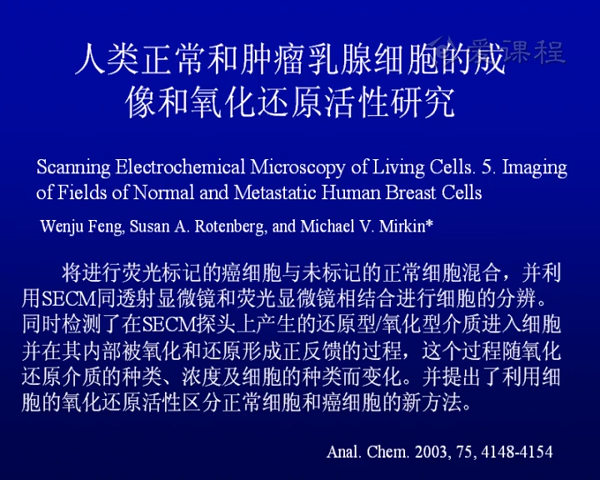 人类正常和肿瘤乳腺细胞的成
像和氧化还原活性研究
爱课程
Scanning Electrochemical Microscopy of Living Cells. 5. Imaging
of Fields of Normal and Metastatic Human Breast Cells
Wenju Feng, Susan A. Rotenberg, and Michael V. Mirkin*
将进行荧光标记的癌细胞与未标记的正常细胞混合，并利
用SECM同透射显微镜和荧光显微镜相结合进行细胞的分辨。
同时检测了在SECM探头上产生的还原型/氧化型介质进入细胞
并在其内部被氧化和还原形成正反馈的过程，这个过程随氧化
还原介质的种类、浓度及细胞的种类而变化。并提出了利用细
胞的氧化还原活性区分正常细胞和癌细胞的新方法。
Anal. Chem. 2003, 75, 4148-4154